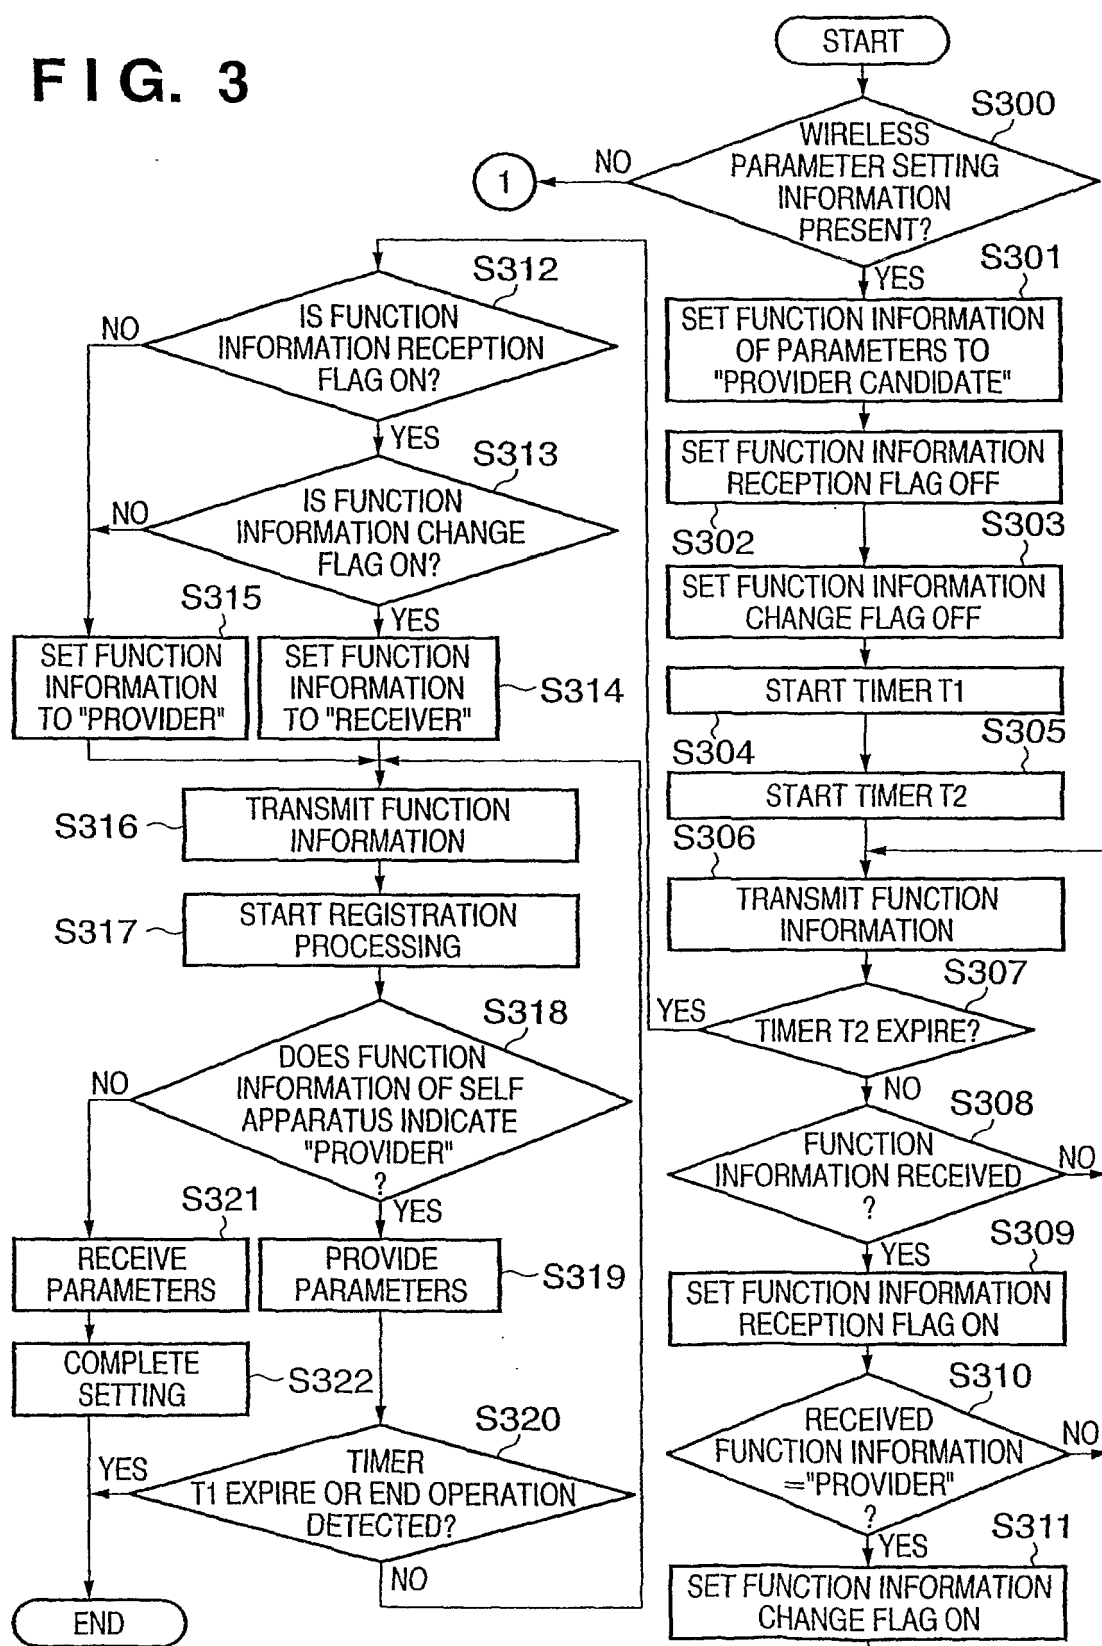 FIG. 3
START
S300
WIRELESS
PARAMETER SETTING
INFORMATION
PRESENT?
NO
1
YES
S301
SET FUNCTION INFORMATION
OF PARAMETERS TO
"PROVIDER CANDIDATE"
SET FUNCTION INFORMATION
RECEPTION FLAG OFF
S302
S303
SET FUNCTION INFORMATION
CHANGE FLAG OFF
START TIMER T1
S304
S305
START TIMER T2
S306
TRANSMIT FUNCTION
INFORMATION
S307
YES
TIMER T2 EXPIRE?
NO
S308
FUNCTION
INFORMATION RECEIVED
?
NO
YES
S309
SET FUNCTION INFORMATION
RECEPTION FLAG ON
S310
RECEIVED
FUNCTION INFORMATION
="PROVIDER"
?
NO
YES
S311
SET FUNCTION INFORMATION
CHANGE FLAG ON
S312
IS FUNCTION
INFORMATION RECEPTION
FLAG ON?
NO
YES
S313
IS FUNCTION
INFORMATION CHANGE
FLAG ON?
NO
YES
S315
SET FUNCTION
INFORMATION
TO "PROVIDER"
SET FUNCTION
INFORMATION
TO "RECEIVER"
S314
S316
TRANSMIT FUNCTION
INFORMATION
S317
START REGISTRATION
PROCESSING
S318
DOES FUNCTION
INFORMATION OF SELF
APPARATUS INDICATE
"PROVIDER"
?
NO
YES
S321
RECEIVE
PARAMETERS
PROVIDE
PARAMETERS
S319
COMPLETE
SETTING
S322
S320
TIMER
T1 EXPIRE OR END OPERATION
DETECTED?
YES
NO
END